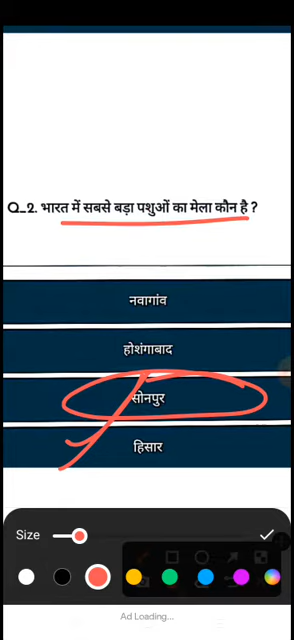 Q_2. भारत में सबसे बड़ा पशुओं का मेला कौन है ?
नवागांव
होशंगाबाद
सोनपुर
हिसार
Size
Ad Loading...